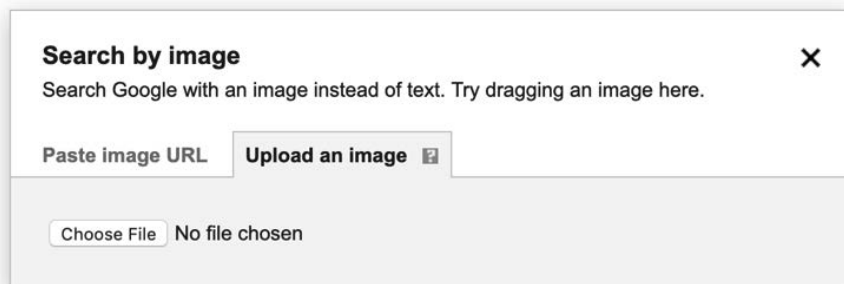 Search by image
Search Google with an image instead of text. Try dragging an image here.
Paste image URL Upload an image ?
Choose File No file chosen